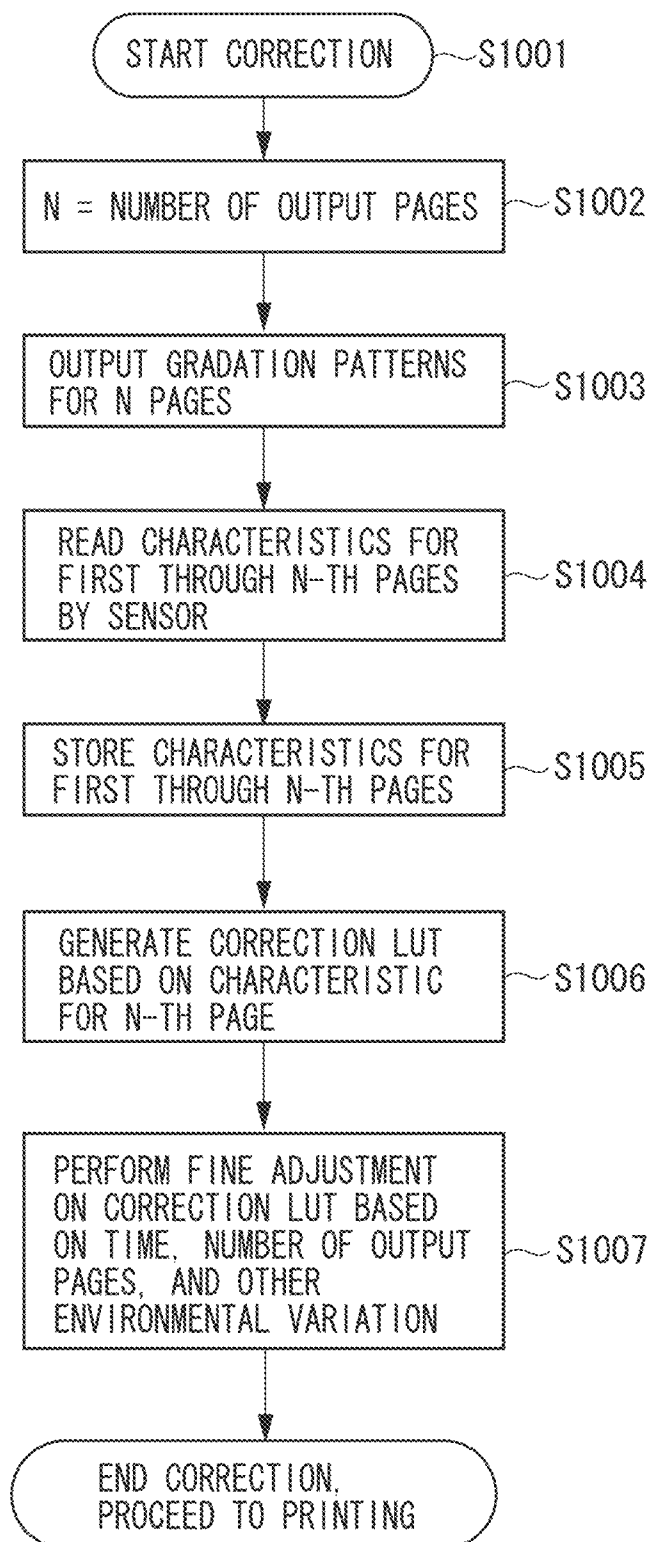 START CORRECTION
S1001
N = NUMBER OF OUTPUT PAGES
S1002
OUTPUT GRADATION PATTERNS
FOR N PAGES
S1003
READ CHARACTERISTICS FOR
FIRST THROUGH N-TH PAGES
BY SENSOR
S1004
STORE CHARACTERISTICS FOR
FIRST THROUGH N-TH PAGES
S1005
GENERATE CORRECTION LUT
BASED ON CHARACTERISTIC
FOR N-TH PAGE
S1006
PERFORM FINE ADJUSTMENT
ON CORRECTION LUT BASED
ON TIME, NUMBER OF OUTPUT
PAGES, AND OTHER
ENVIRONMENTAL VARIATION
S1007
END CORRECTION,
PROCEED TO PRINTING